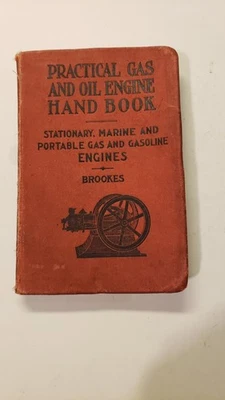 PRACTICAL GAS
AND OIL ENGINE
HAND BOOK
STATIONARY, MARINE AND
PORTABLE GAS AND GASOLINE
ENGINES
BROOKES